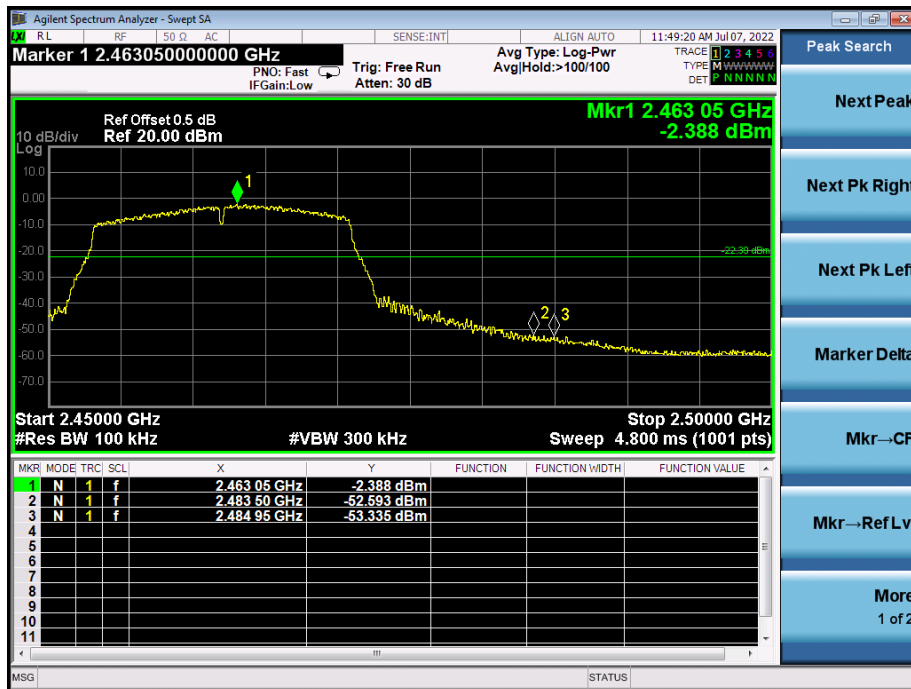 Agilent Spectrum Analyzer - Swept SA
LXI RL RF 50 Ω AC SENSE:INT ALIGN AUTO 11:49:20 AM Jul 07, 2022
Marker 1 2.463050000000 GHz
PNO: Fast
IFGain:Low
Trig: Free Run
Atten: 30 dB
Avg Type: Log-Pwr
Avg|Hold:>100/100
TRACE 1 2 3 4 5 6
TYPE M W W W W W
DET P N N N N N
Peak Search
Next Peak
Next Pk Right
Next Pk Left
Marker Delta
Mkr→CF
Mkr→Ref Lv
More
1 of 2
Mkr1 2.463 05 GHz
-2.388 dBm
Ref Offset 0.5 dB
10 dB/div Ref 20.00 dBm
Log
10.0
0.00
-10.0
-20.0
-30.0
-40.0
-50.0
-60.0
-70.0
1
-22.39 dBm
2 3
Start 2.45000 GHz Stop 2.50000 GHz
#Res BW 100 kHz #VBW 300 kHz Sweep 4.800 ms (1001 pts)
MKR MODE TRC SCL X Y FUNCTION FUNCTION WIDTH FUNCTION VALUE
1 N 1 f 2.463 05 GHz -2.388 dBm
2 N 1 f 2.483 50 GHz -52.593 dBm
3 N 1 f 2.484 95 GHz -53.335 dBm
4
5
6
7
8
9
10
11
MSG STATUS